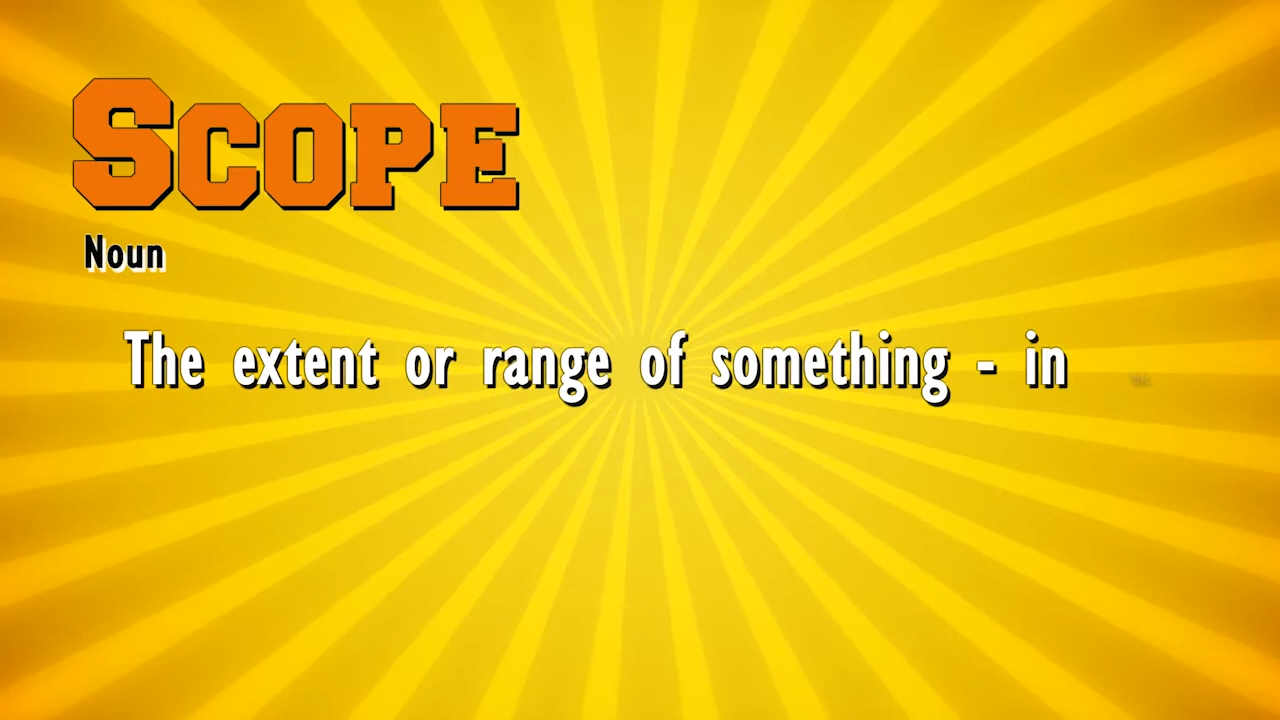 Scope
Noun
The extent or range of something - in